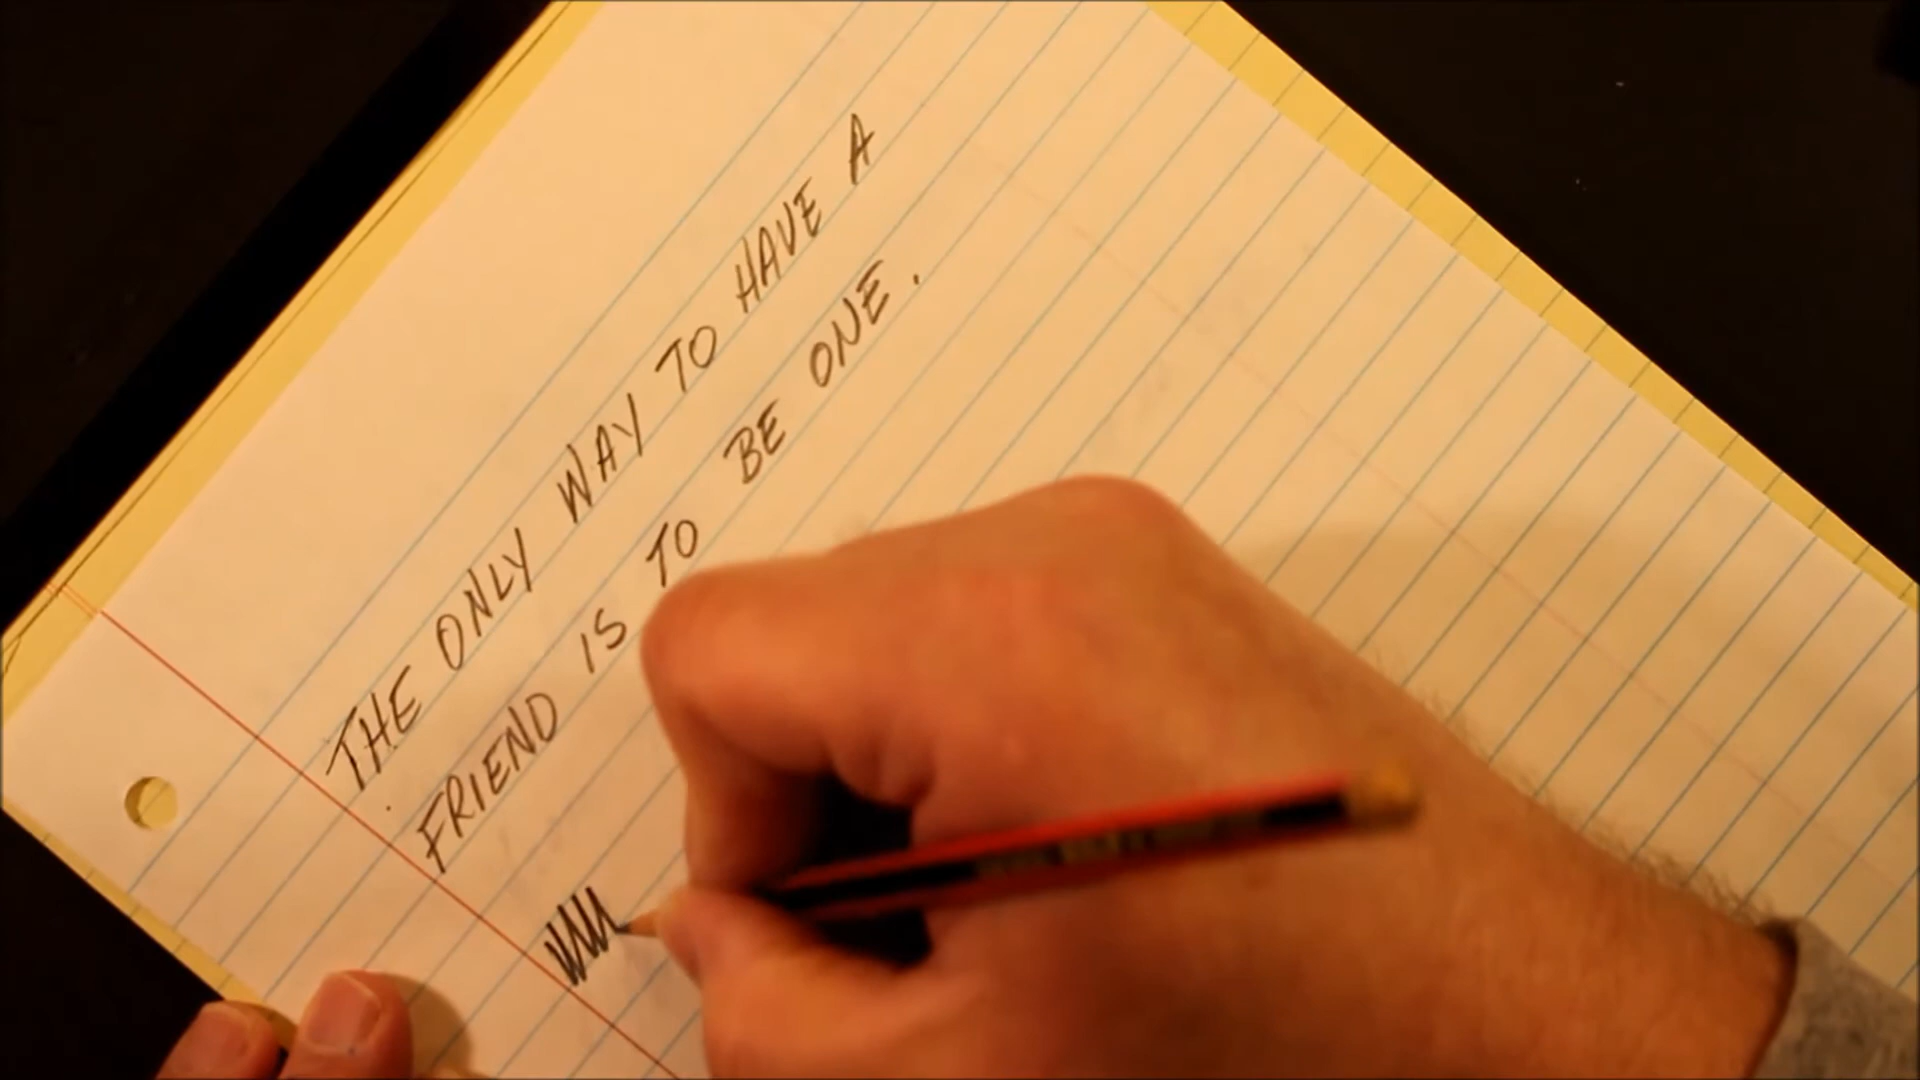 THE ONLY WAY TO HAVE A
FRIEND IS TO BE ONE.